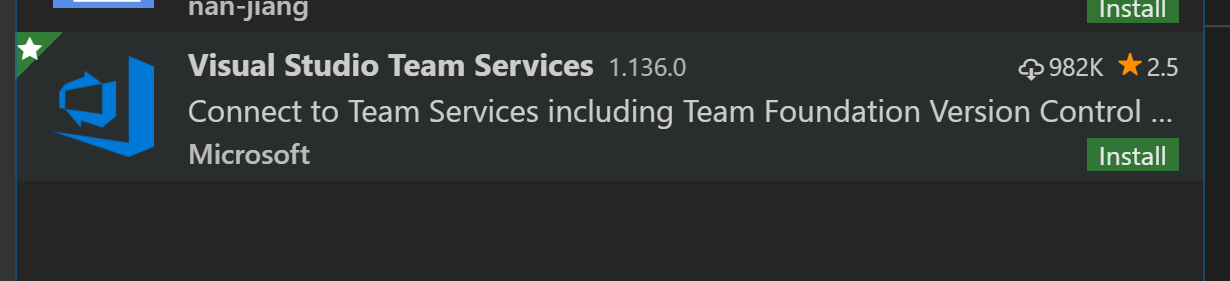 nan-jiang
Install
Visual Studio Team Services 1.136.0 982K 2.5
Connect to Team Services including Team Foundation Version Control ...
Microsoft Install